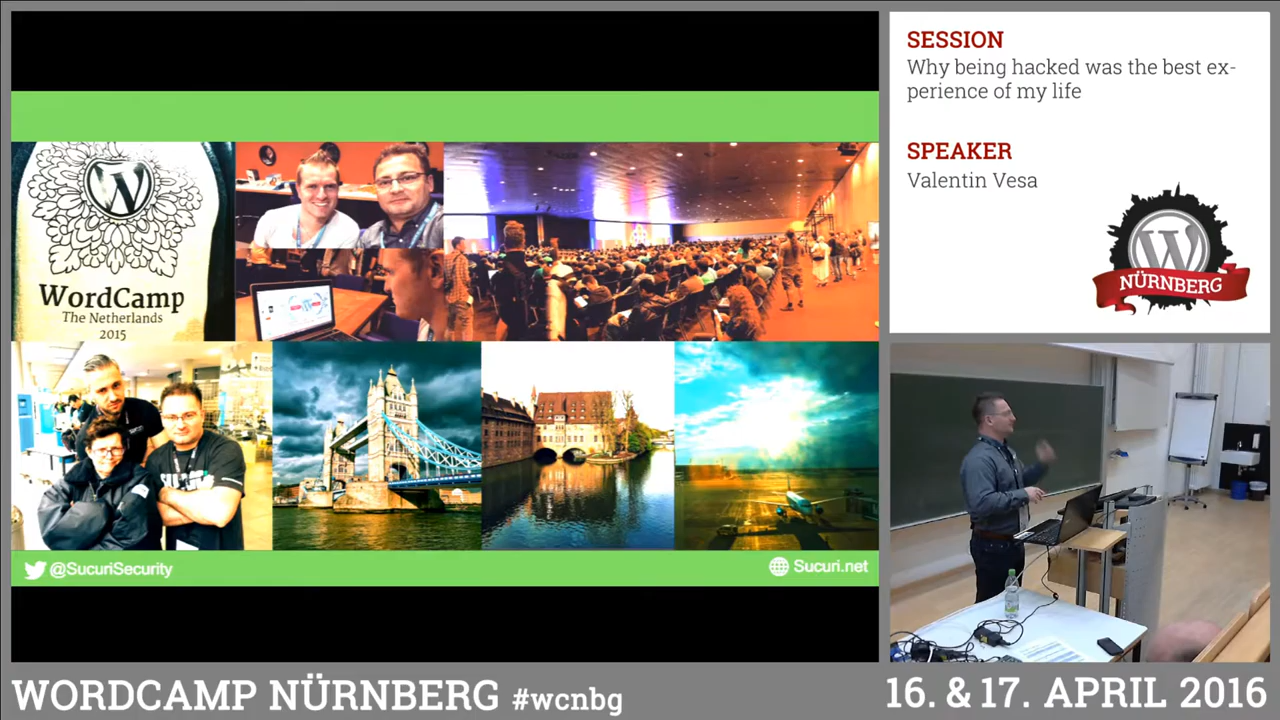 WordCamp
The Netherlands
2015
@SucuriSecurity
Sucuri.net
SESSION
Why being hacked was the best ex-
perience of my life
SPEAKER
Valentin Vesa
NÜRNBERG
WORDCAMP NÜRNBERG #wcnbg
16. & 17. APRIL 2016